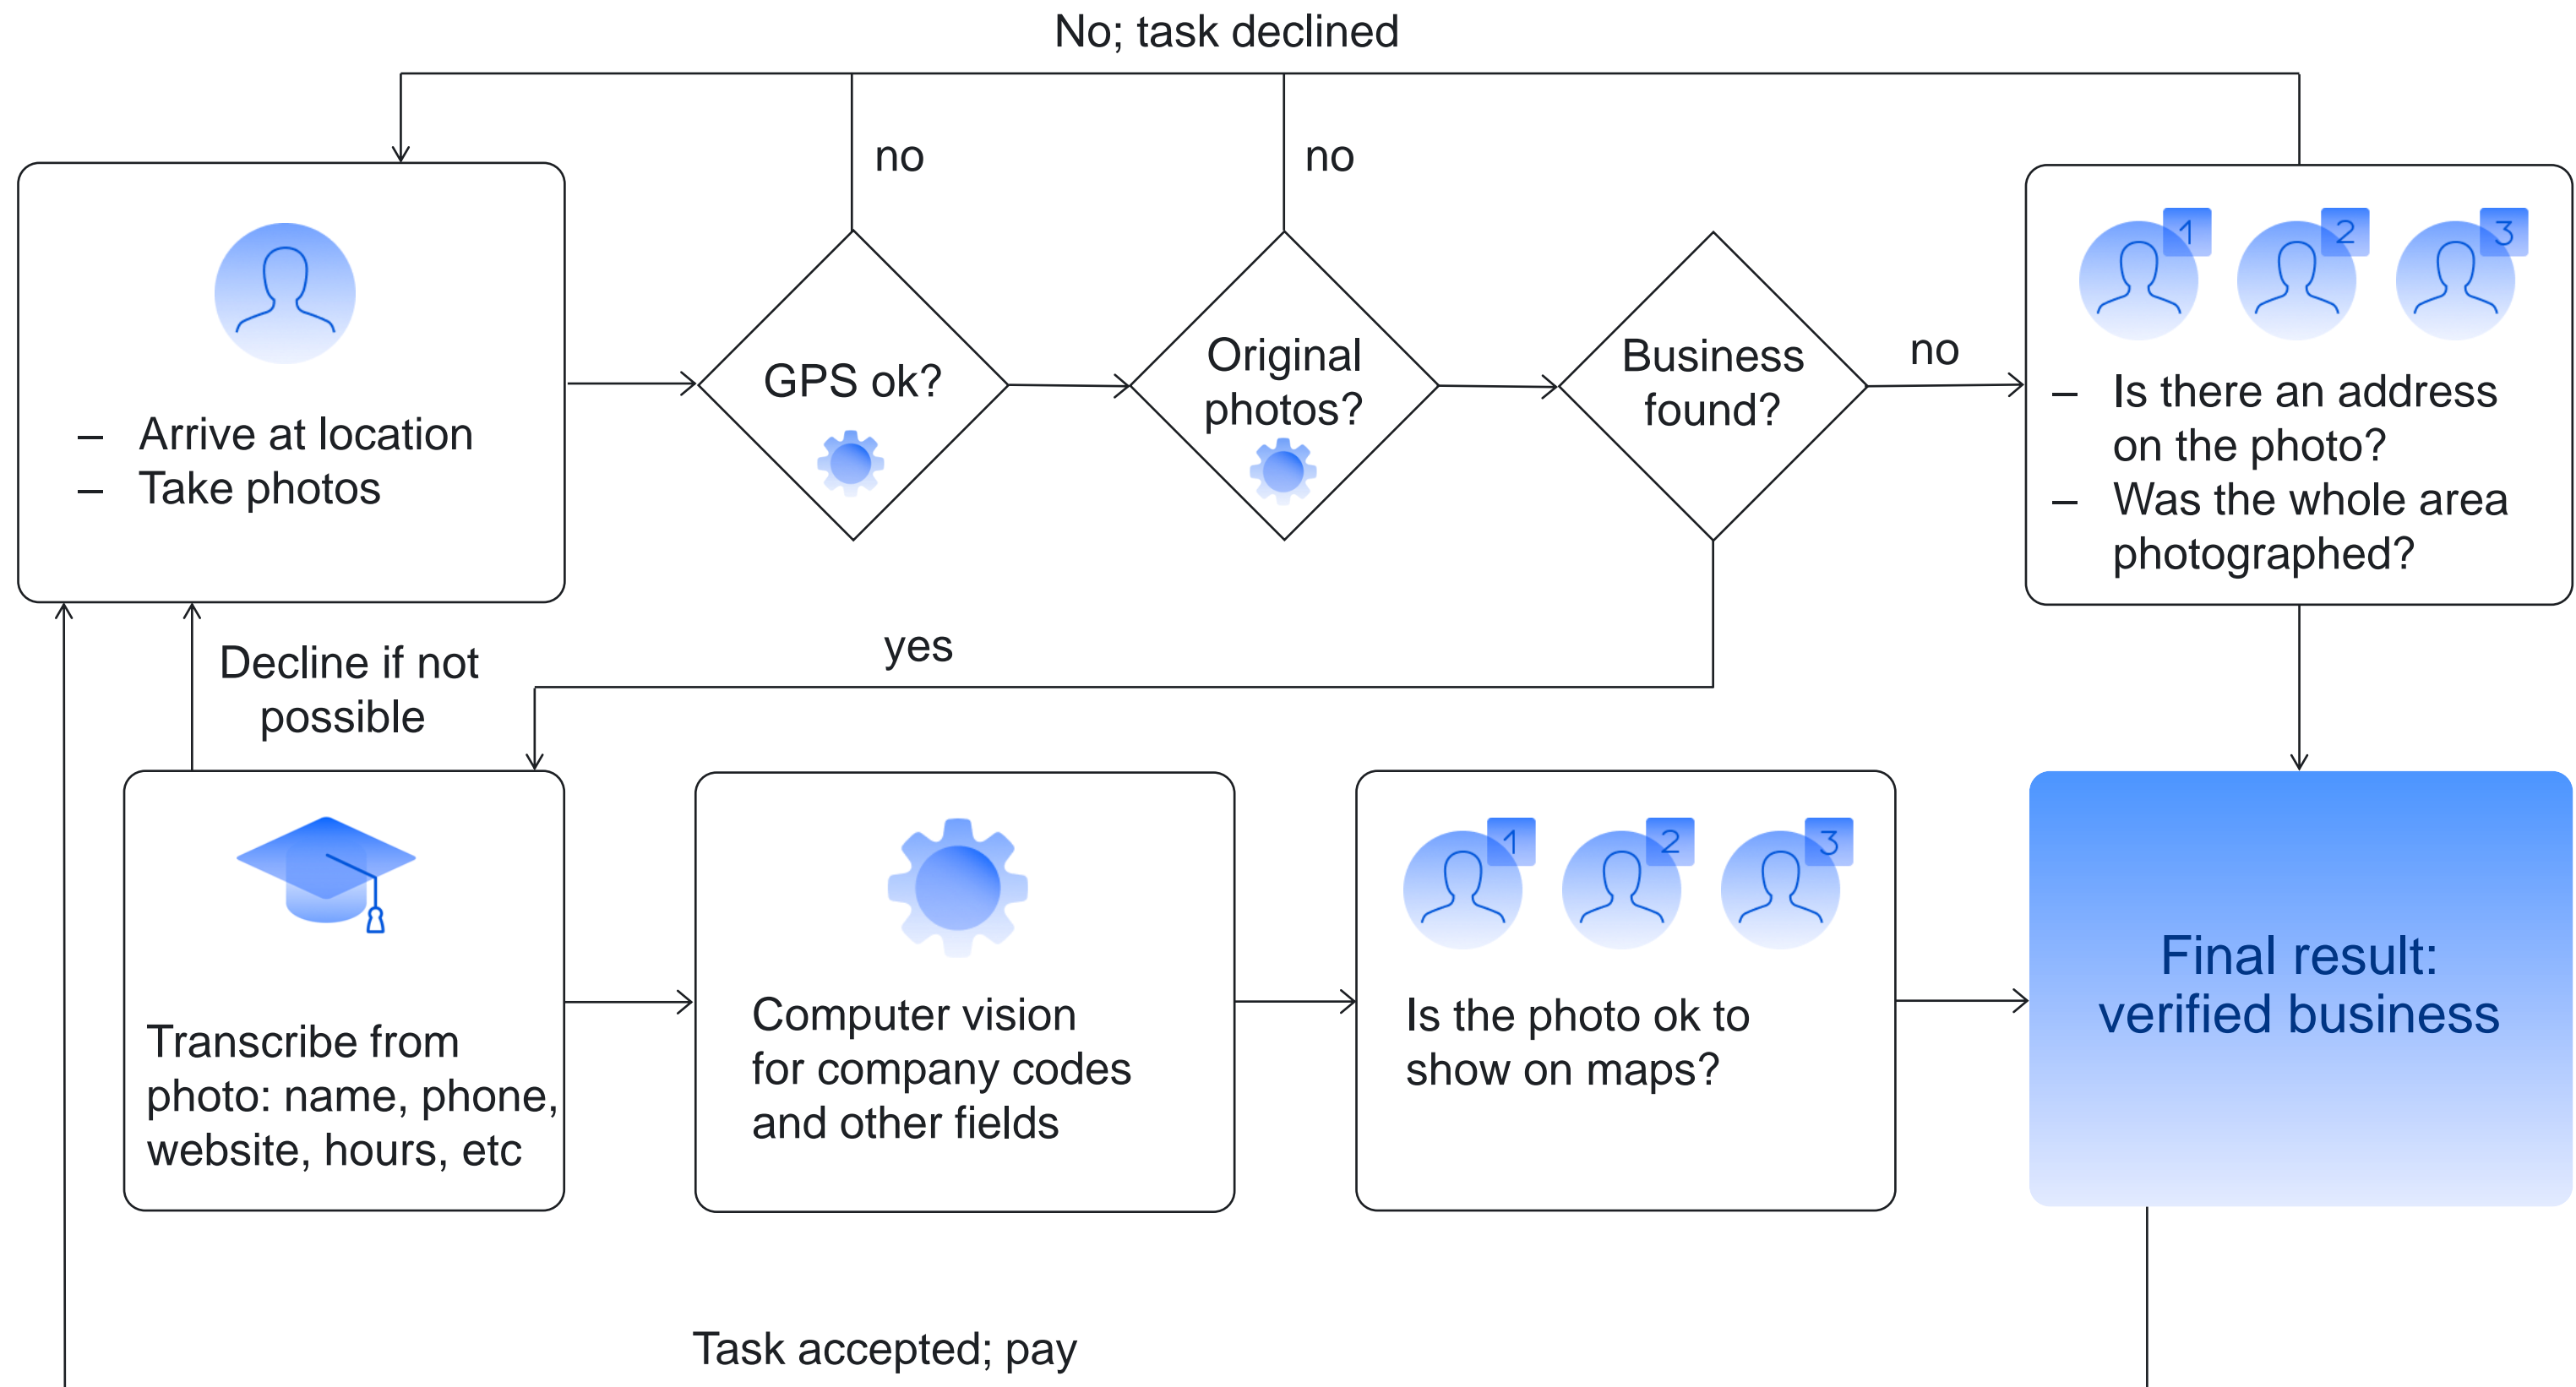 No; task declined
no
no
– Arrive at location
– Take photos
GPS ok?
Original
photos?
Business
found?
no
1
2
3
– Is there an address
on the photo?
– Was the whole area
photographed?
Decline if not
possible
yes
Transcribe from
photo: name, phone,
website, hours, etc
Computer vision
for company codes
and other fields
1
2
3
Is the photo ok to
show on maps?
Final result:
verified business
Task accepted; pay